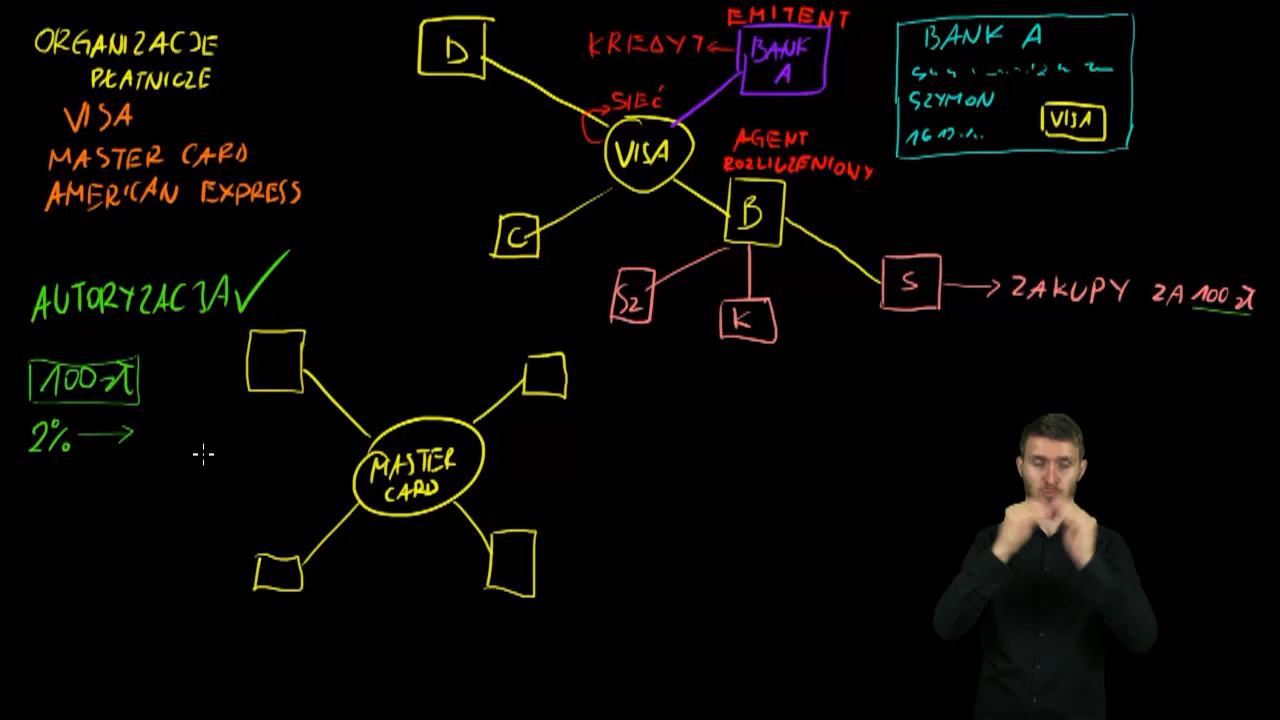 ORGANIZACJE
PŁATNICZE
VISA
MASTER CARD
AMERICAN EXPRESS
AUTORYZACJA
100 zł
2%
D
KREDYT
EMITENT
BANK
A
SIEĆ
VISA
AGENT
ROZLICZENIOWY
C
B
S2
K
S
ZAKUPY ZA 100 zł
BANK A
SZYMON
VISA
MASTER
CARD